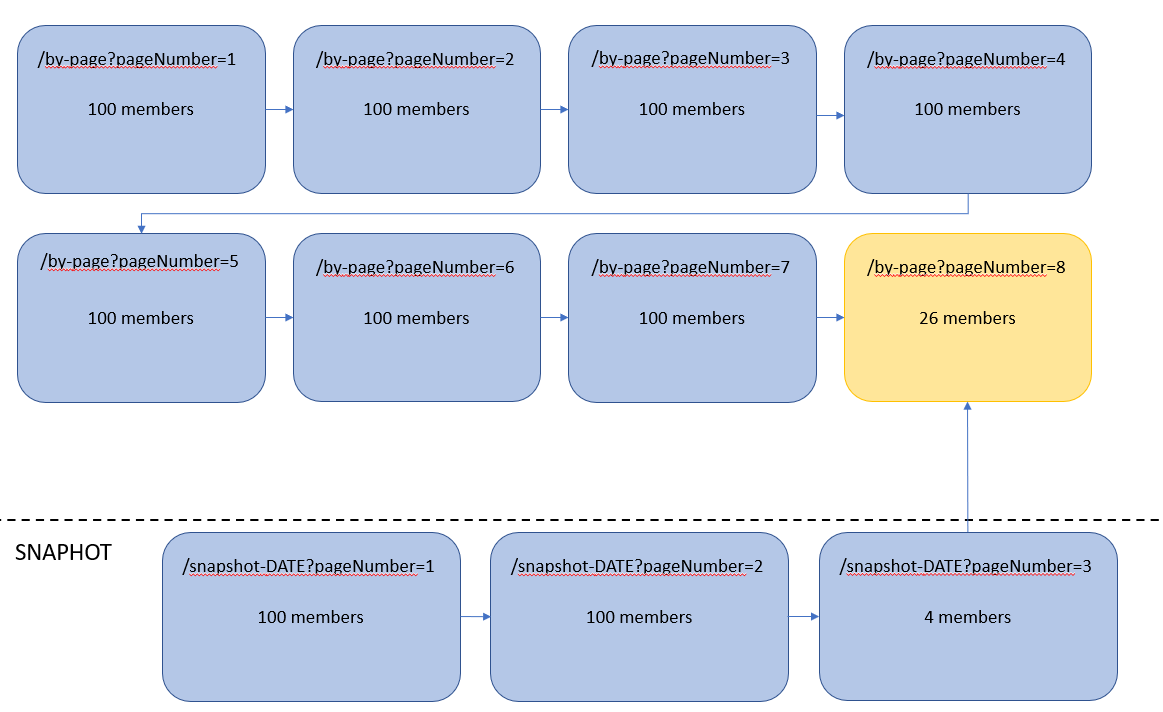 /by-page?pageNumber=1
100 members
/by-page?pageNumber=2
100 members
/by-page?pageNumber=3
100 members
/by-page?pageNumber=4
100 members
/by-page?pageNumber=5
100 members
/by-page?pageNumber=6
100 members
/by-page?pageNumber=7
100 members
/by-page?pageNumber=8
26 members
SNAPHOT
/snapshot-DATE?pageNumber=1
100 members
/snapshot-DATE?pageNumber=2
100 members
/snapshot-DATE?pageNumber=3
4 members